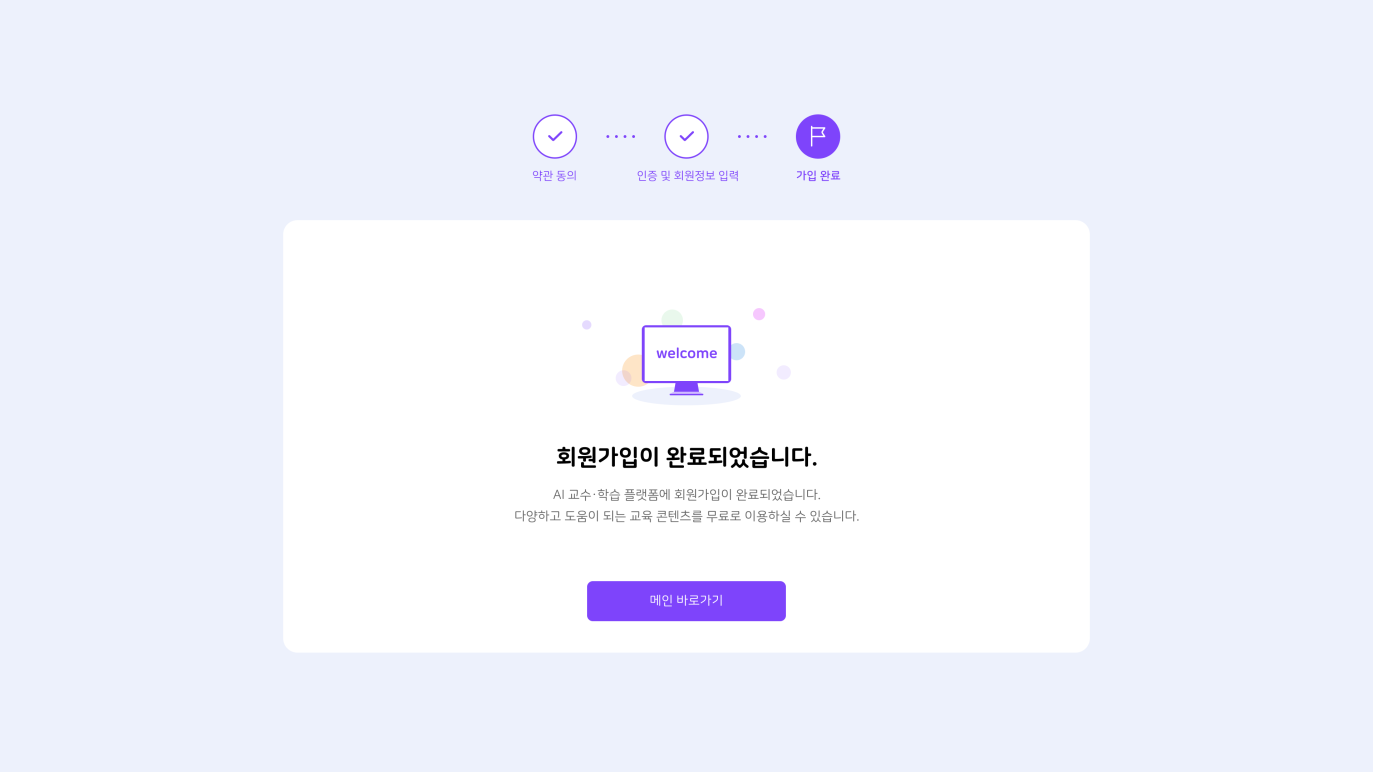 약관 동의
인증 및 회원정보 입력
가입 완료
welcome
회원가입이 완료되었습니다.
AI 교수·학습 플랫폼에 회원가입이 완료되었습니다.
다양하고 도움이 되는 교육 콘텐츠를 무료로 이용하실 수 있습니다.
메인 바로가기